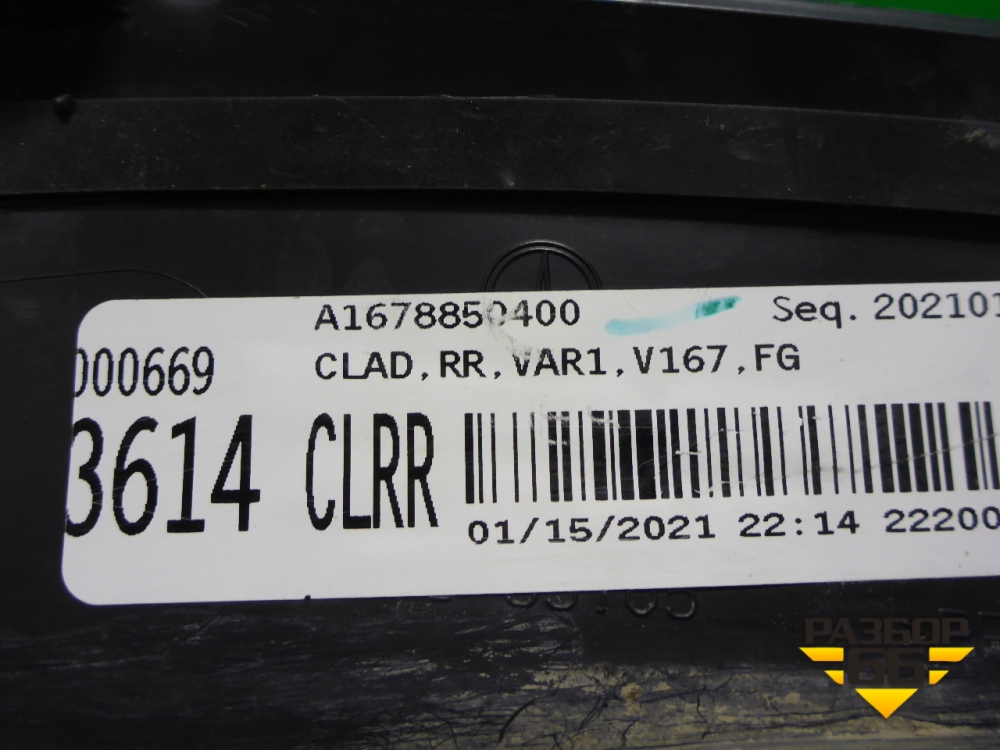 A1678850400 Seq. 202101
000669 CLAD,RR,VAR1,V167,FG
3614 CLRR
01/15/2021 22:14 22200
РАЗБОР
66